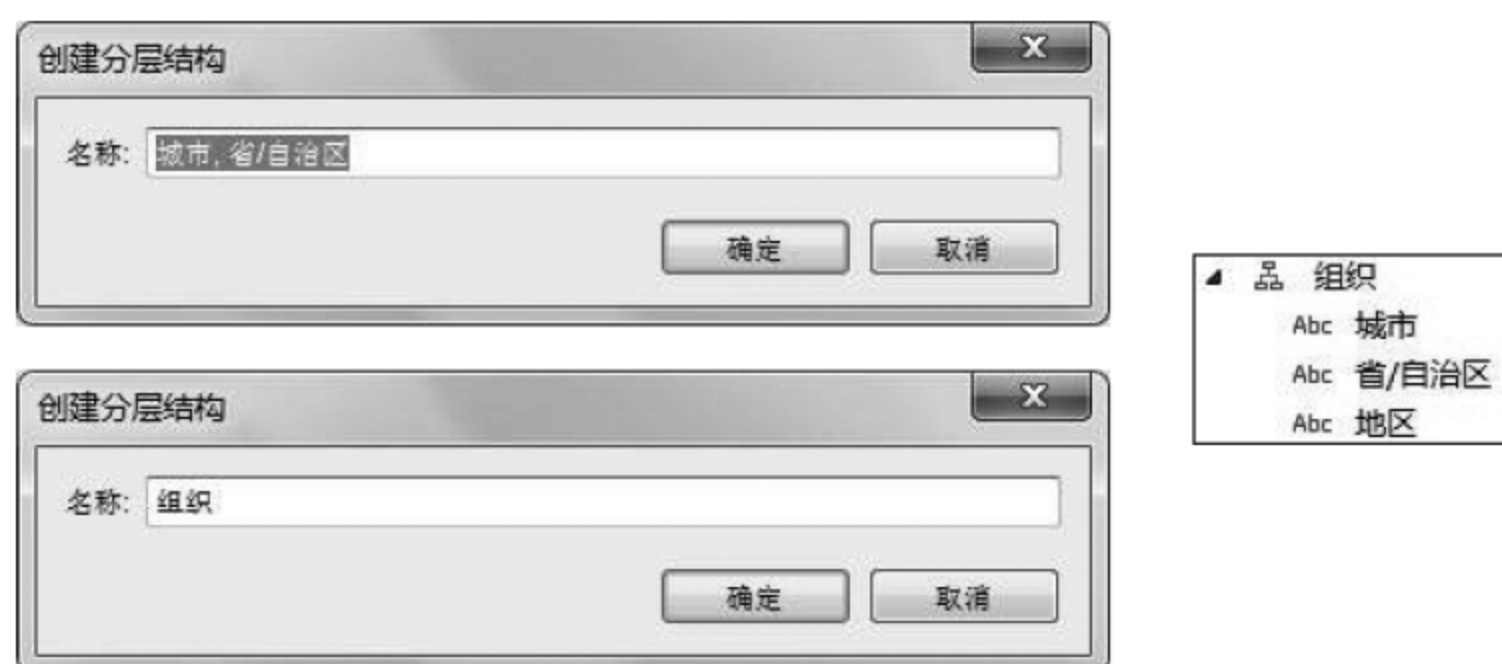 创建分层结构
名称: 城市, 省/自治区
确定 取消
创建分层结构
名称: 组织
确定 取消
组织
Abc 城市
Abc 省/自治区
Abc 地区